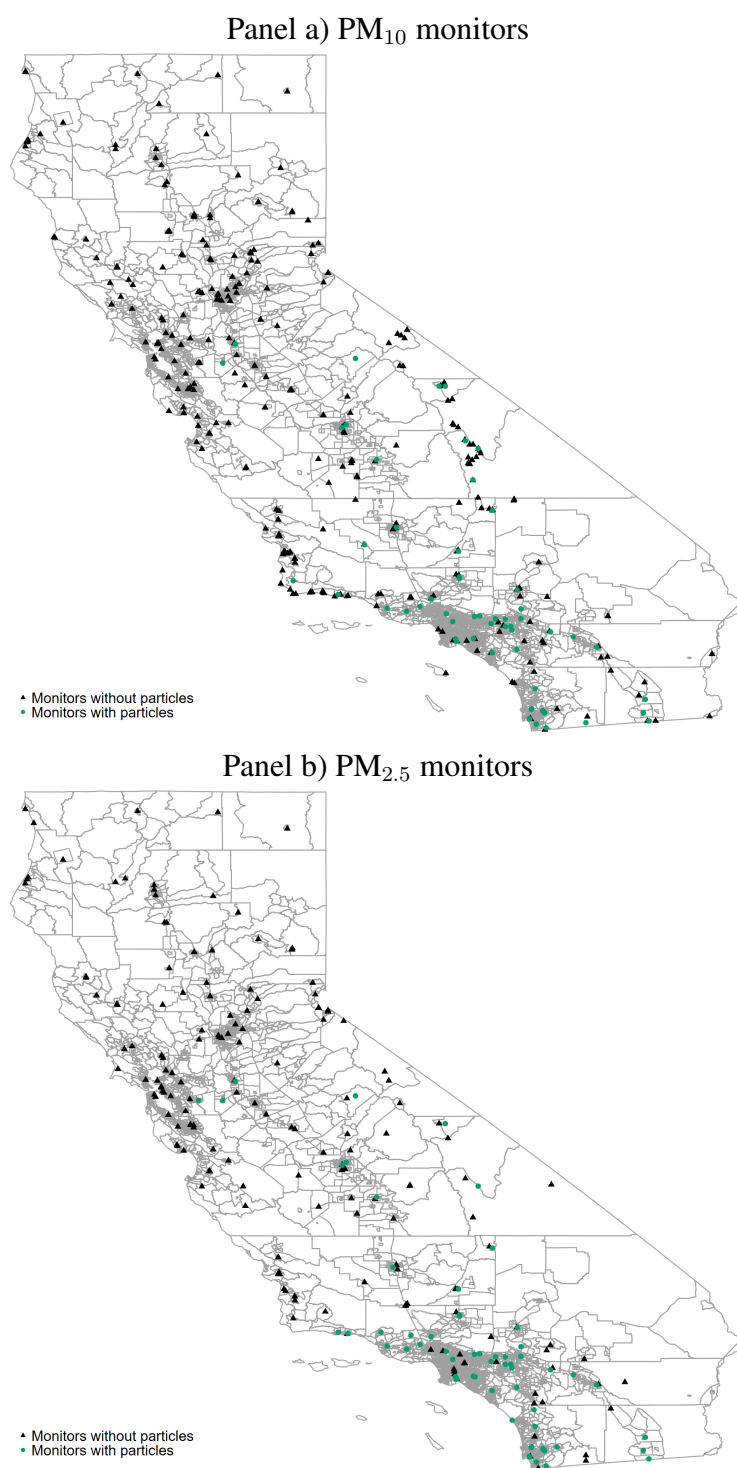 Panel a) PM₁₀ monitors
Monitors without particles
Monitors with particles
Panel b) PM₂.₅ monitors
Monitors without particles
Monitors with particles